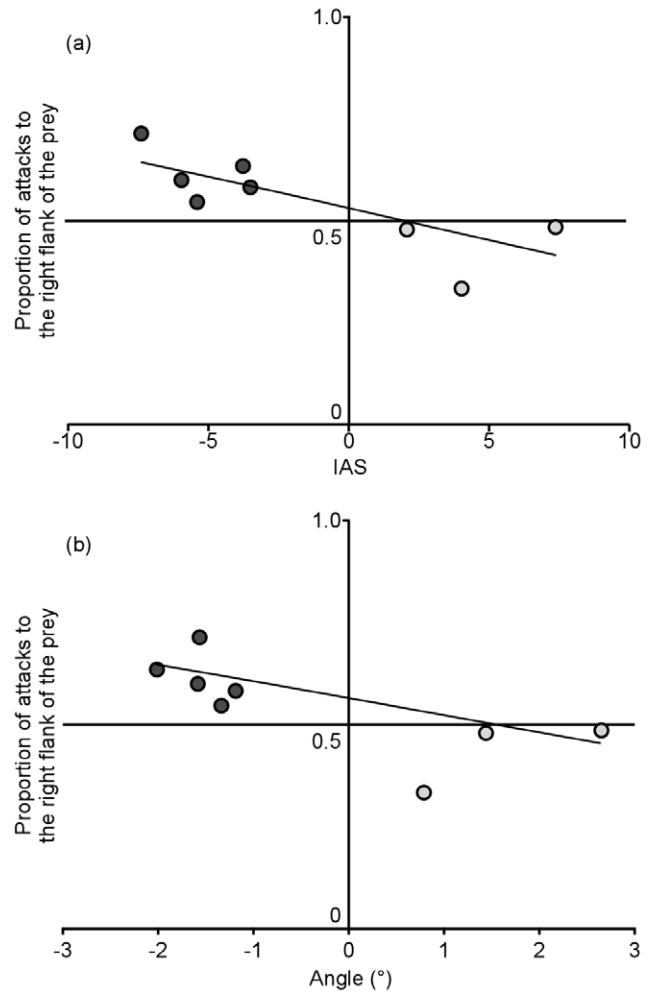 (a)
1.0
Proportion of attacks to
the right flank of the prey
0.5
0
-10 -5 0 5 10
IAS
(b)
1.0
Proportion of attacks to
the right flank of the prey
0.5
0
-3 -2 -1 0 1 2 3
Angle (°)